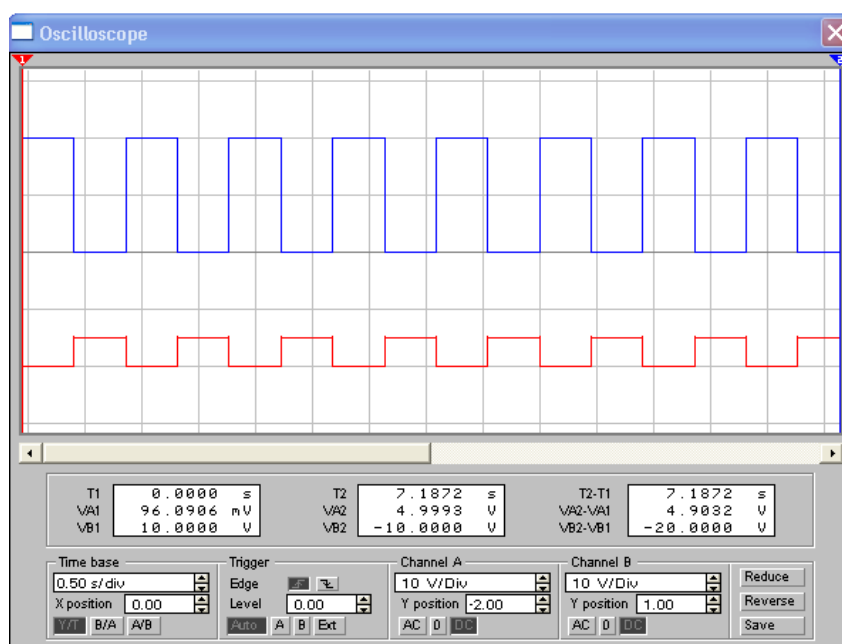 Oscilloscope
1 2
T1 0.0000 s T2 7.1872 s T2-T1 7.1872 s
VA1 96.0906 mV VA2 4.9993 V VA2-VA1 4.9032 V
VB1 10.0000 V VB2 -10.0000 V VB2-VB1 -20.0000 V
Time base Trigger Channel A Channel B
0.50 s/div Edge 10 V/Div 10 V/Div Reduce
X position 0.00 Level 0.00 Y position -2.00 Y position 1.00 Reverse
Y/T B/A A/B Auto A B Ext AC 0 DC AC 0 DC Save